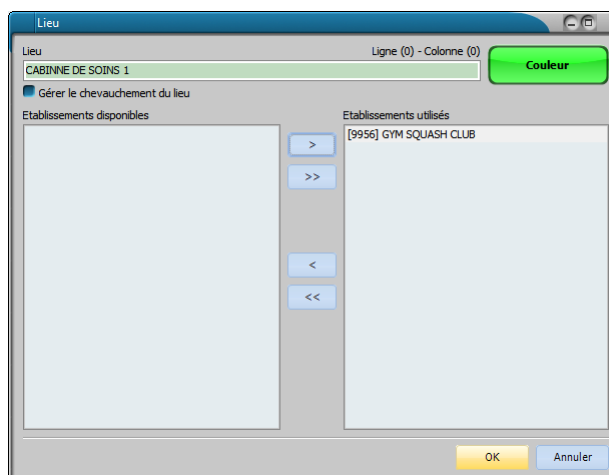 Lieu
Lieu
Ligne (0) - Colonne (0)
CABINNE DE SOINS 1
Couleur
Gérer le chevauchement du lieu
Etablissements disponibles
Etablissements utilisés
[9956] GYM SQUASH CLUB
>
>>
<
<<
OK
Annuler